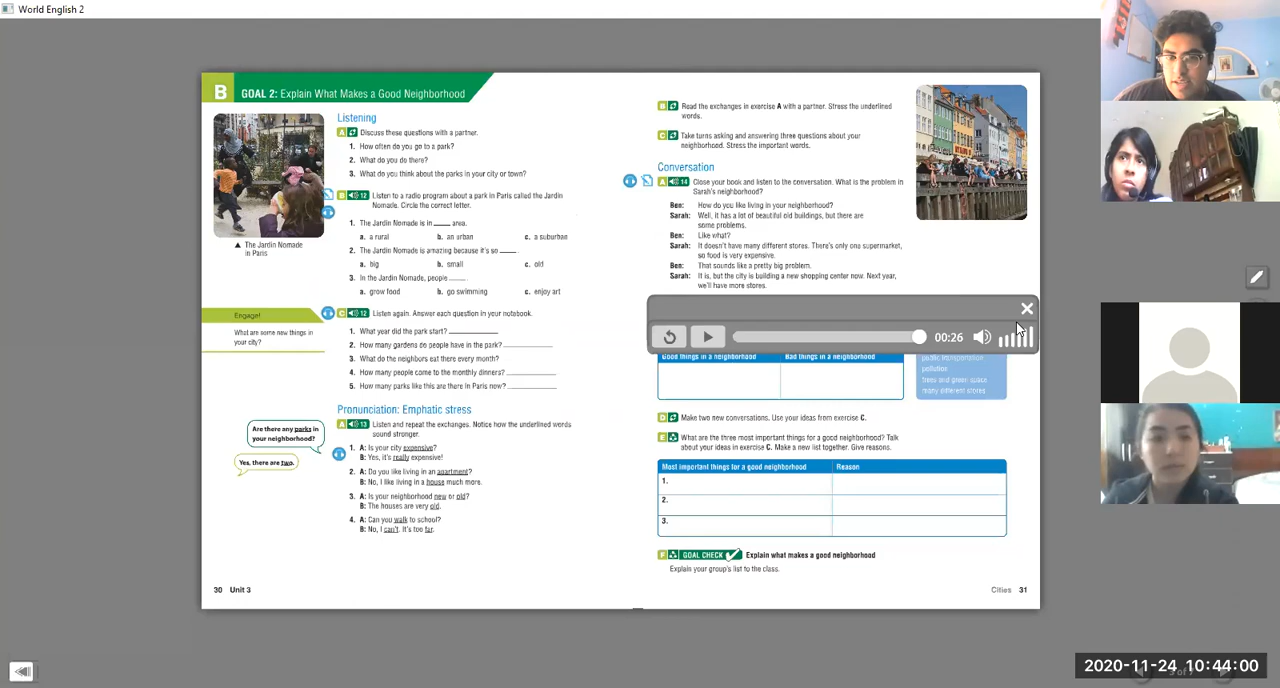 World English 2
B GOAL 2: Explain What Makes a Good Neighborhood
▲ The Jardin Nomade
in Paris
Engage!
What are some new things in
your city?
Are there any parks in
your neighborhood?
Yes, there are two.
Listening
A Discuss these questions with a partner.
1. How often do you go to a park?
2. What do you do there?
3. What do you think about the parks in your city or town?
B 12 Listen to a radio program about a park in Paris called the Jardin
Nomade. Circle the correct letter.
1. The Jardin Nomade is in ____ area.
a. a rural b. an urban c. a suburban
2. The Jardin Nomade is amazing because it's so ____
a. big b. small c. old
3. In the Jardin Nomade, people ____
a. grow food b. go swimming c. enjoy art
C 12 Listen again. Answer each question in your notebook.
1. What year did the park start? ____
2. How many gardens do people have in the park? ____
3. What do the neighbors eat there every month?
4. How many people come to the monthly dinners? ____
5. How many parks like this are there in Paris now? ____
Pronunciation: Emphatic stress
A 13 Listen and repeat the exchanges. Notice how the underlined words
sound stronger.
1. A: Is your city expensive?
B: Yes, it's really expensive!
2. A: Do you like living in an apartment?
B: No, I like living in a house much more.
3. A: Is your neighborhood new or old?
B: The houses are very old.
4. A: Can you walk to school?
B: No, I can't. It's too far.
30 Unit 3
B Read the exchanges in exercise A with a partner. Stress the underlined
words.
C Take turns asking and answering three questions about your
neighborhood. Stress the important words.
Conversation
A 14 Close your book and listen to the conversation. What is the problem in
Sarah's neighborhood?
Ben: How do you like living in your neighborhood?
Sarah: Well, it has a lot of beautiful old buildings, but there are
some problems.
Ben: Like what?
Sarah: It doesn't have many different stores. There's only one supermarket,
so food is very expensive.
Ben: That sounds like a pretty big problem.
Sarah: It is, but the city is building a new shopping center now. Next year,
we'll have more stores.
00:26
Good things in a neighborhood Bad things in a neighborhood
public transportation
pollution
trees and green space
many different stores
D Make two new conversations. Use your ideas from exercise C.
E What are the three most important things for a good neighborhood? Talk
about your ideas in exercise C. Make a new list together. Give reasons.
Most important things for a good neighborhood Reason
1.
2.
3.
F GOAL CHECK Explain what makes a good neighborhood
Explain your group's list to the class.
Cities 31
2020-11-24 10:44:00